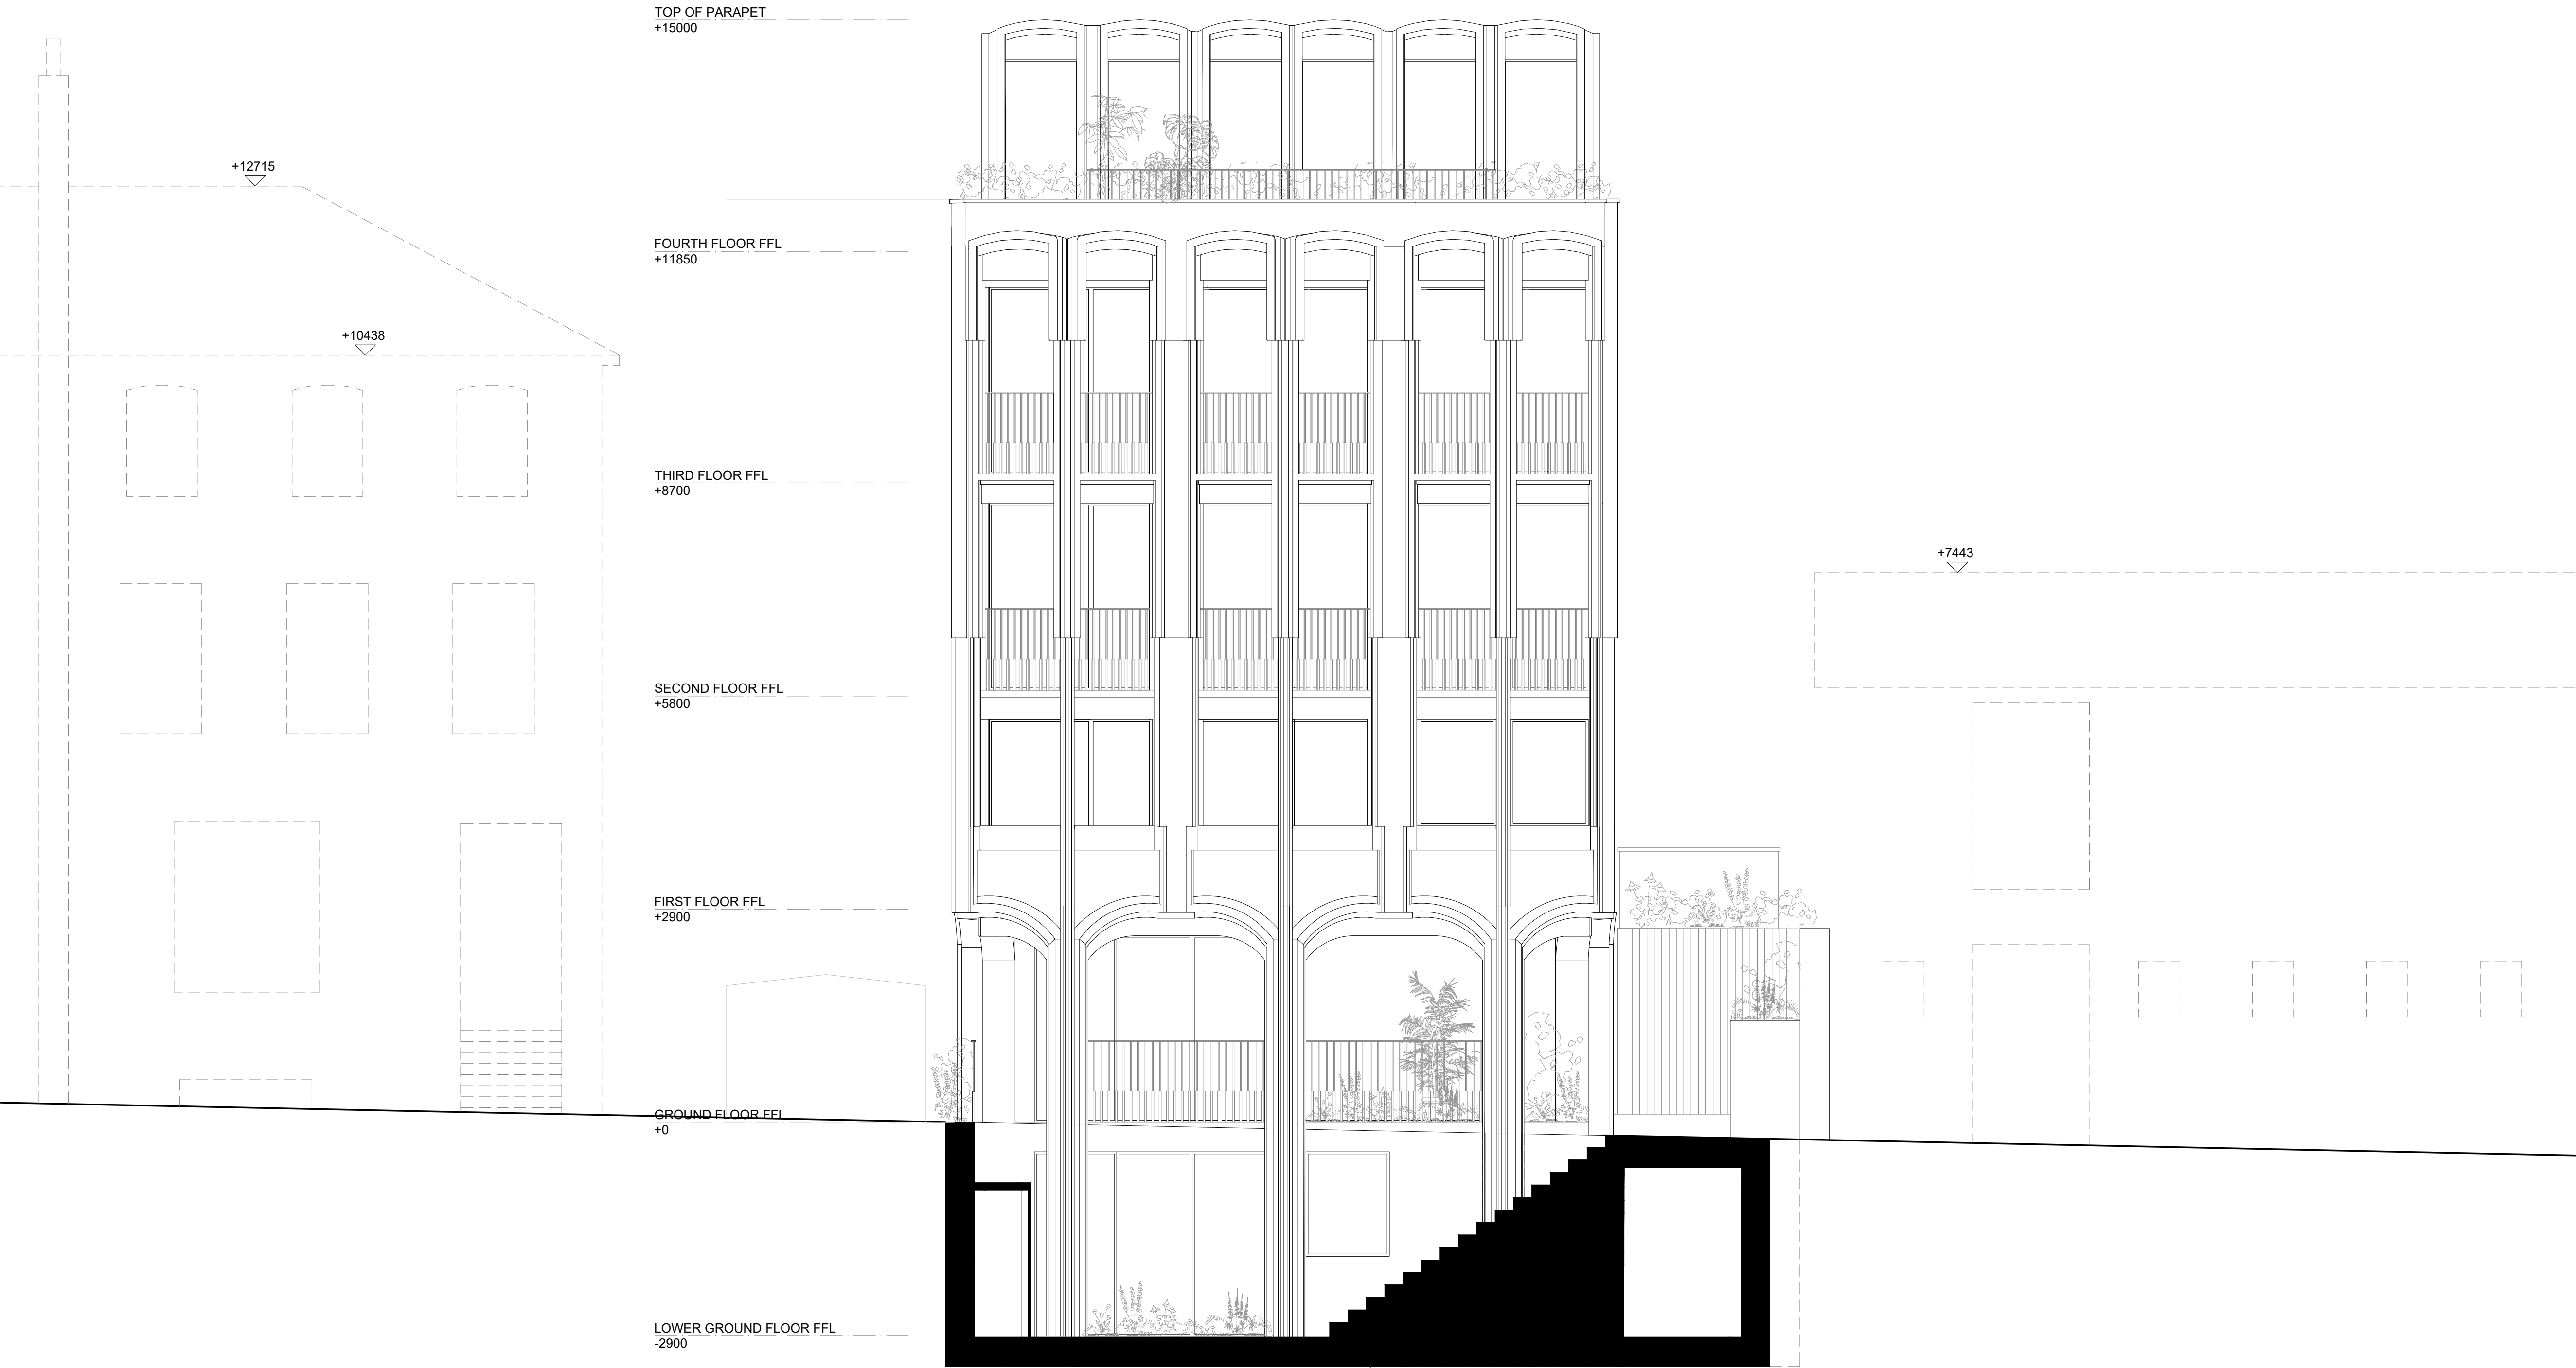 TOP OF PARAPET
+15000
+12715
FOURTH FLOOR FFL
+11850
+10438
THIRD FLOOR FFL
+8700
+7443
SECOND FLOOR FFL
+5800
FIRST FLOOR FFL
+2900
GROUND FLOOR FFL
+0
LOWER GROUND FLOOR FFL
-2900